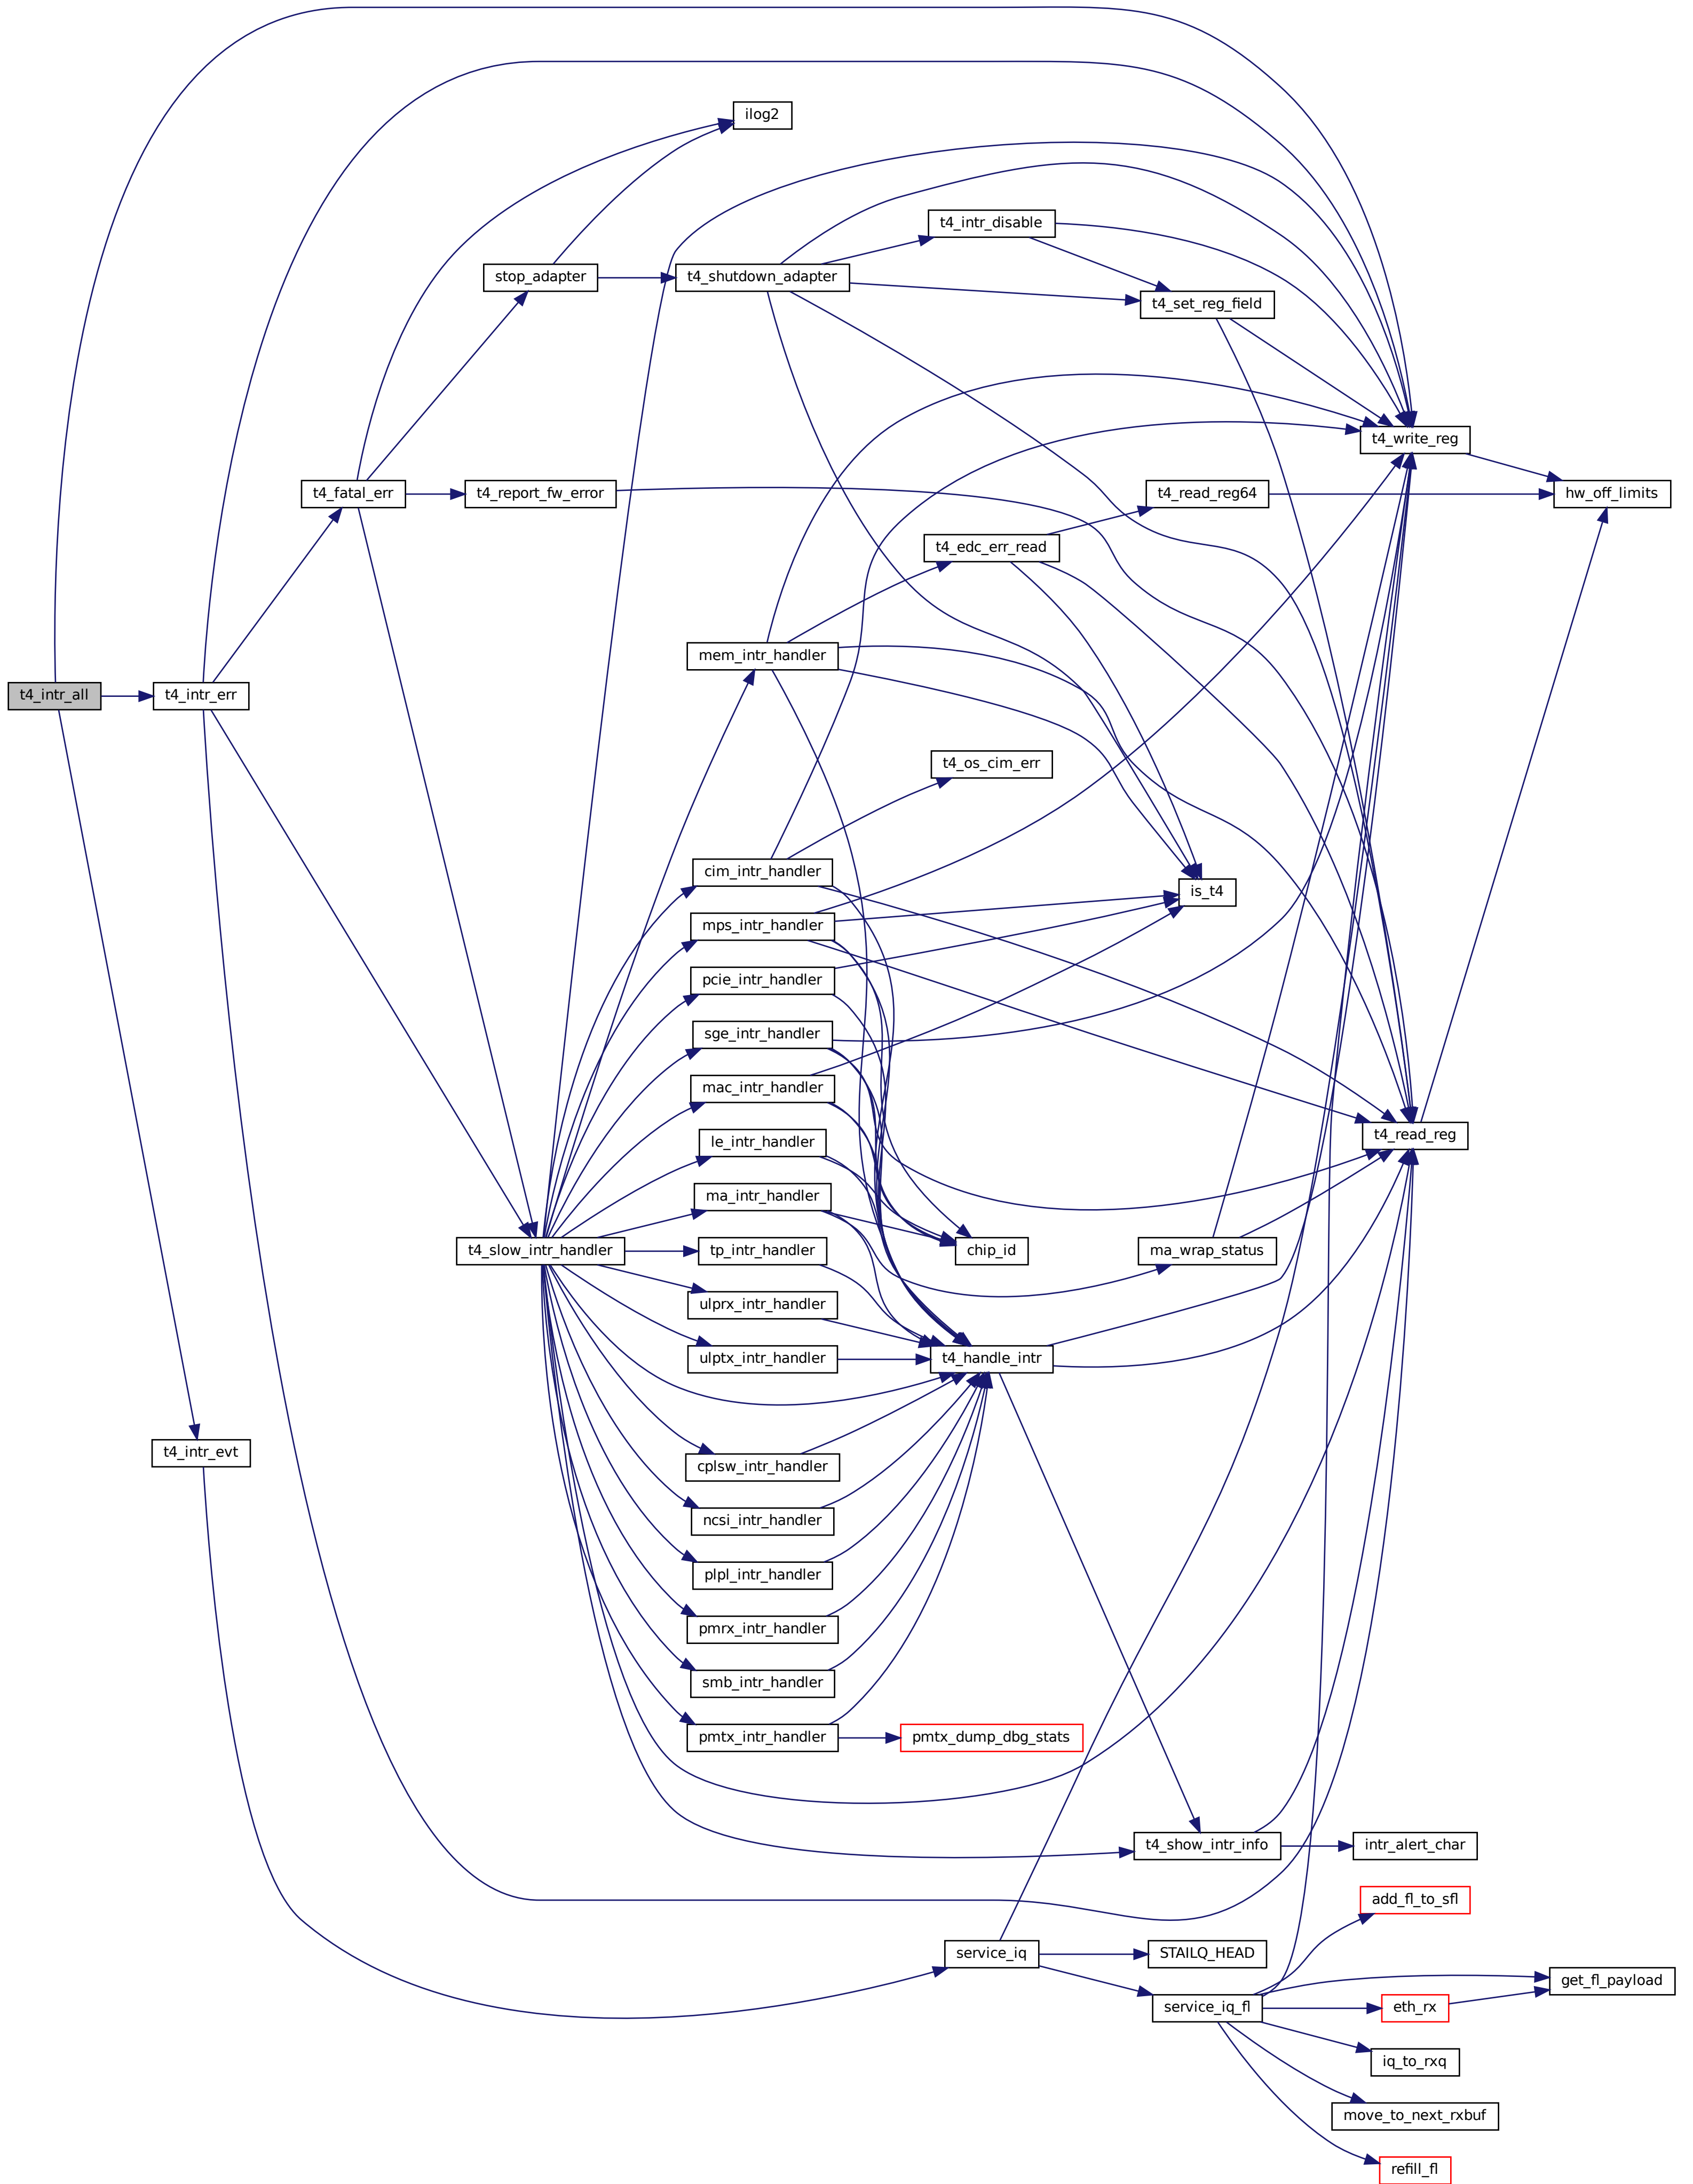 ilog2
t4_intr_disable
stop_adapter
t4_shutdown_adapter
t4_set_reg_field
t4_write_reg
t4_fatal_err
t4_report_fw_error
t4_read_reg64
hw_off_limits
t4_edc_err_read
mem_intr_handler
t4_intr_all
t4_intr_err
t4_os_cim_err
cim_intr_handler
is_t4
mps_intr_handler
pcie_intr_handler
sge_intr_handler
mac_intr_handler
le_intr_handler
t4_read_reg
ma_intr_handler
t4_slow_intr_handler
tp_intr_handler
chip_id
ma_wrap_status
ulprx_intr_handler
ulptx_intr_handler
t4_handle_intr
t4_intr_evt
cplsw_intr_handler
ncsi_intr_handler
plpl_intr_handler
pmrx_intr_handler
smb_intr_handler
pmtx_intr_handler
pmtx_dump_dbg_stats
t4_show_intr_info
intr_alert_char
add_fl_to_sfl
service_iq
STAILQ_HEAD
get_fl_payload
service_iq_fl
eth_rx
iq_to_rxq
move_to_next_rxbuf
refill_fl